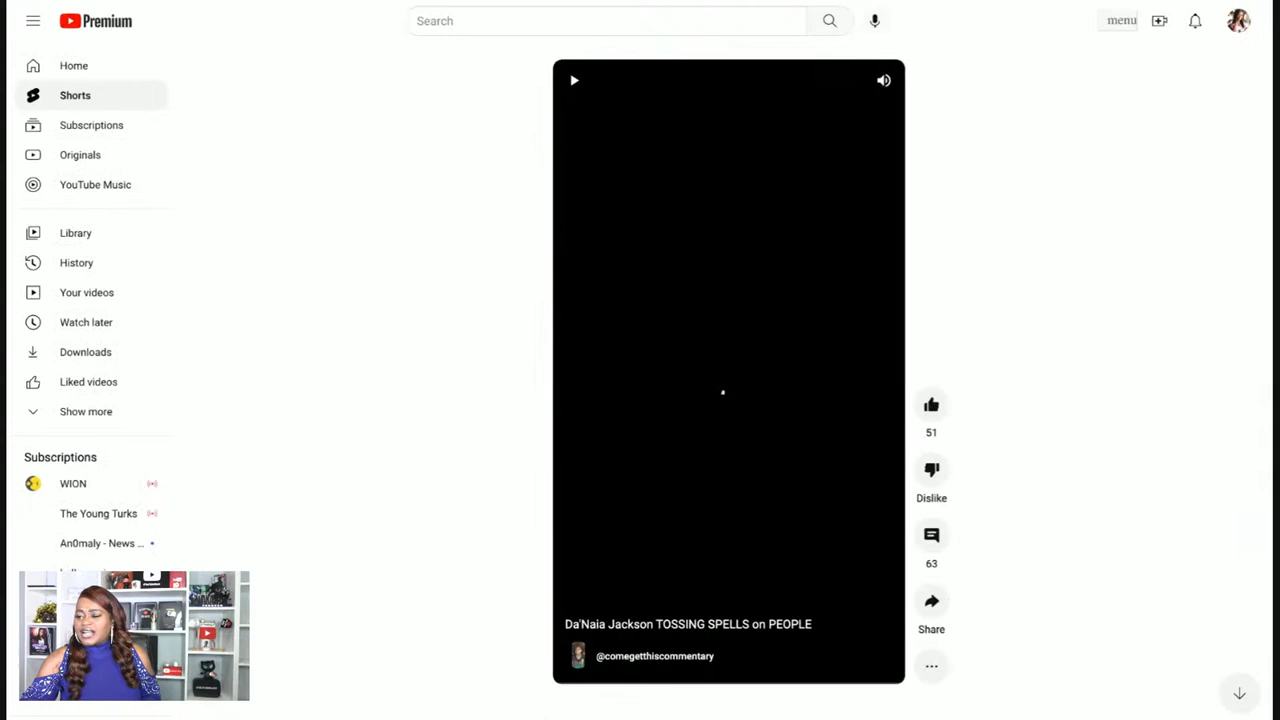 Premium
Search
menu
Home
Shorts
Subscriptions
Originals
YouTube Music
Library
History
Your videos
Watch later
Downloads
Liked videos
Show more
Subscriptions
WION
The Young Turks
An0maly - News ...
51
Dislike
63
Share
Da'Naia Jackson TOSSING SPELLS on PEOPLE
@comegetthiscommentary